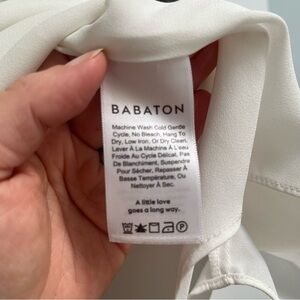 BABATON
Machine Wash Cold Gentle
Cycle, No Bleach, Hang To
Dry, Low Iron, Or Dry Clean.
Laver À La Machine À L'eau
Froide Au Cycle Délicat, Pas
De Blanchiment, Suspendre
Pour Sécher, Repasser À
Basse Température, Ou
Nettoyer À Sec.
A little love
goes a long way.